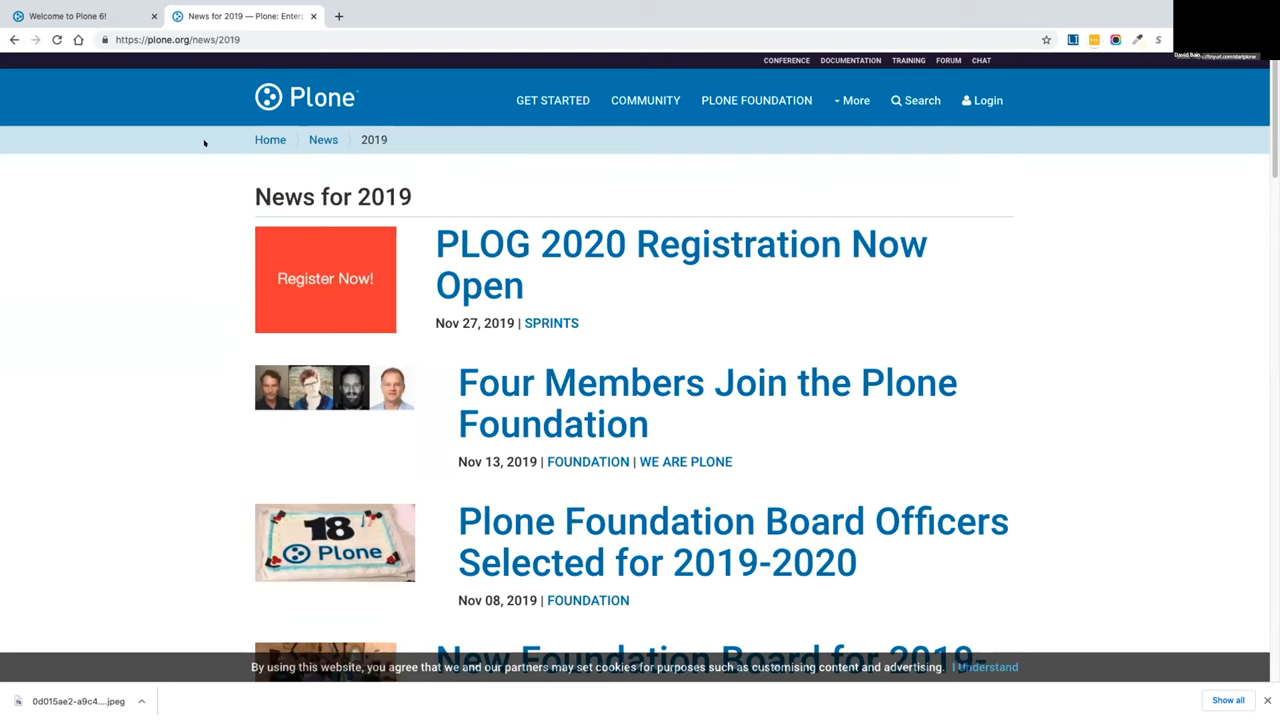 Welcome to Plone 6!
News for 2019 — Plone: Enter
https://plone.org/news/2019
David Bain
//tinyurl.com/startplone
CONFERENCE DOCUMENTATION TRAINING FORUM CHAT
Plone
GET STARTED COMMUNITY PLONE FOUNDATION More Search Login
Home News 2019
News for 2019
Register Now!
PLOG 2020 Registration Now
Open
Nov 27, 2019 | SPRINTS
Four Members Join the Plone
Foundation
Nov 13, 2019 | FOUNDATION | WE ARE PLONE
18
Plone
Plone Foundation Board Officers
Selected for 2019-2020
Nov 08, 2019 | FOUNDATION
New Foundation Board for 2019-
By using this website, you agree that we and our partners may set cookies for purposes such as customising content and advertising. I Understand
0d015ae2-a9c4....jpeg
Show all